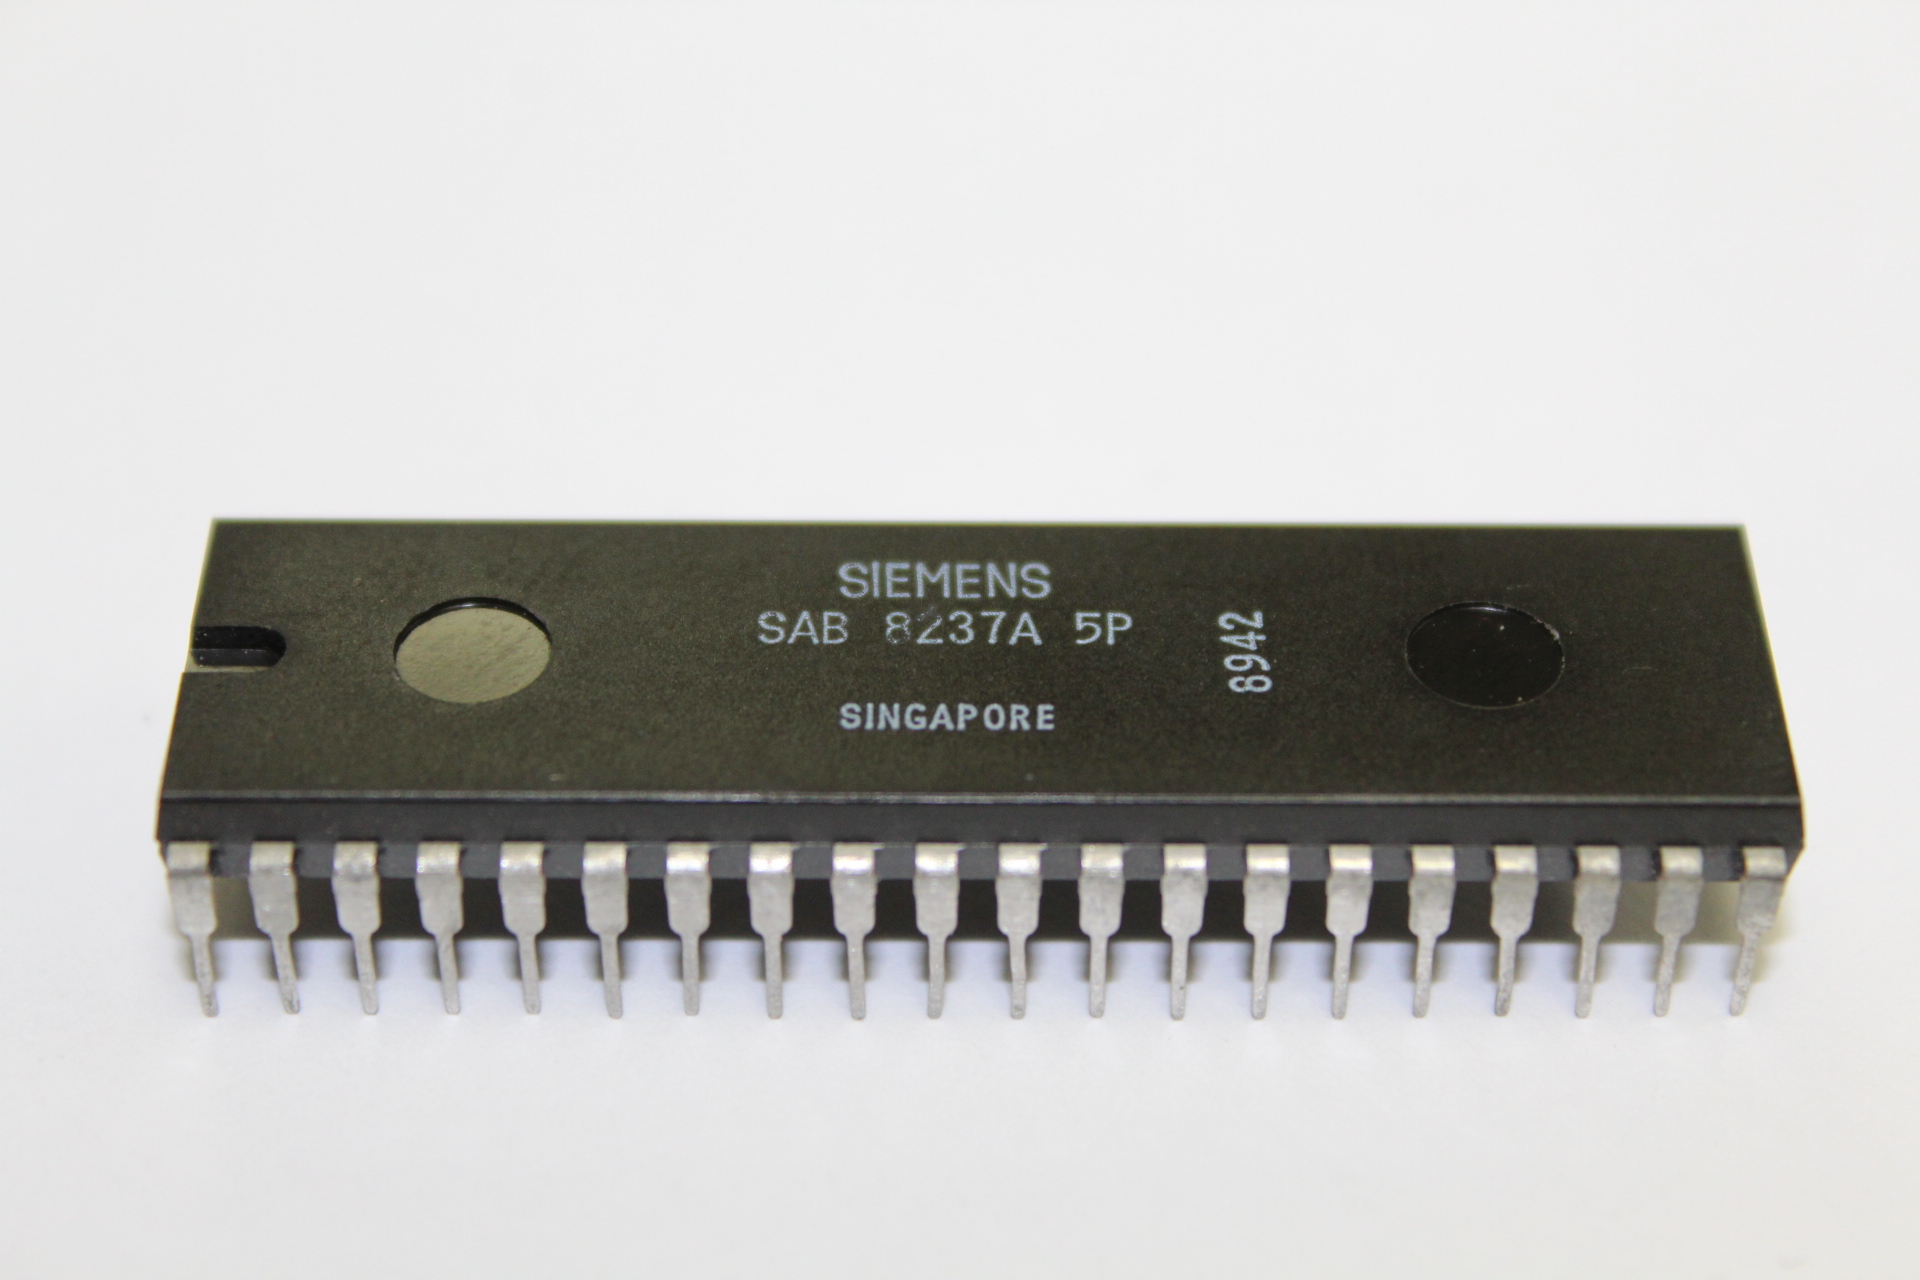 SIEMENS
SAB 8237A 5P
8942
SINGAPORE